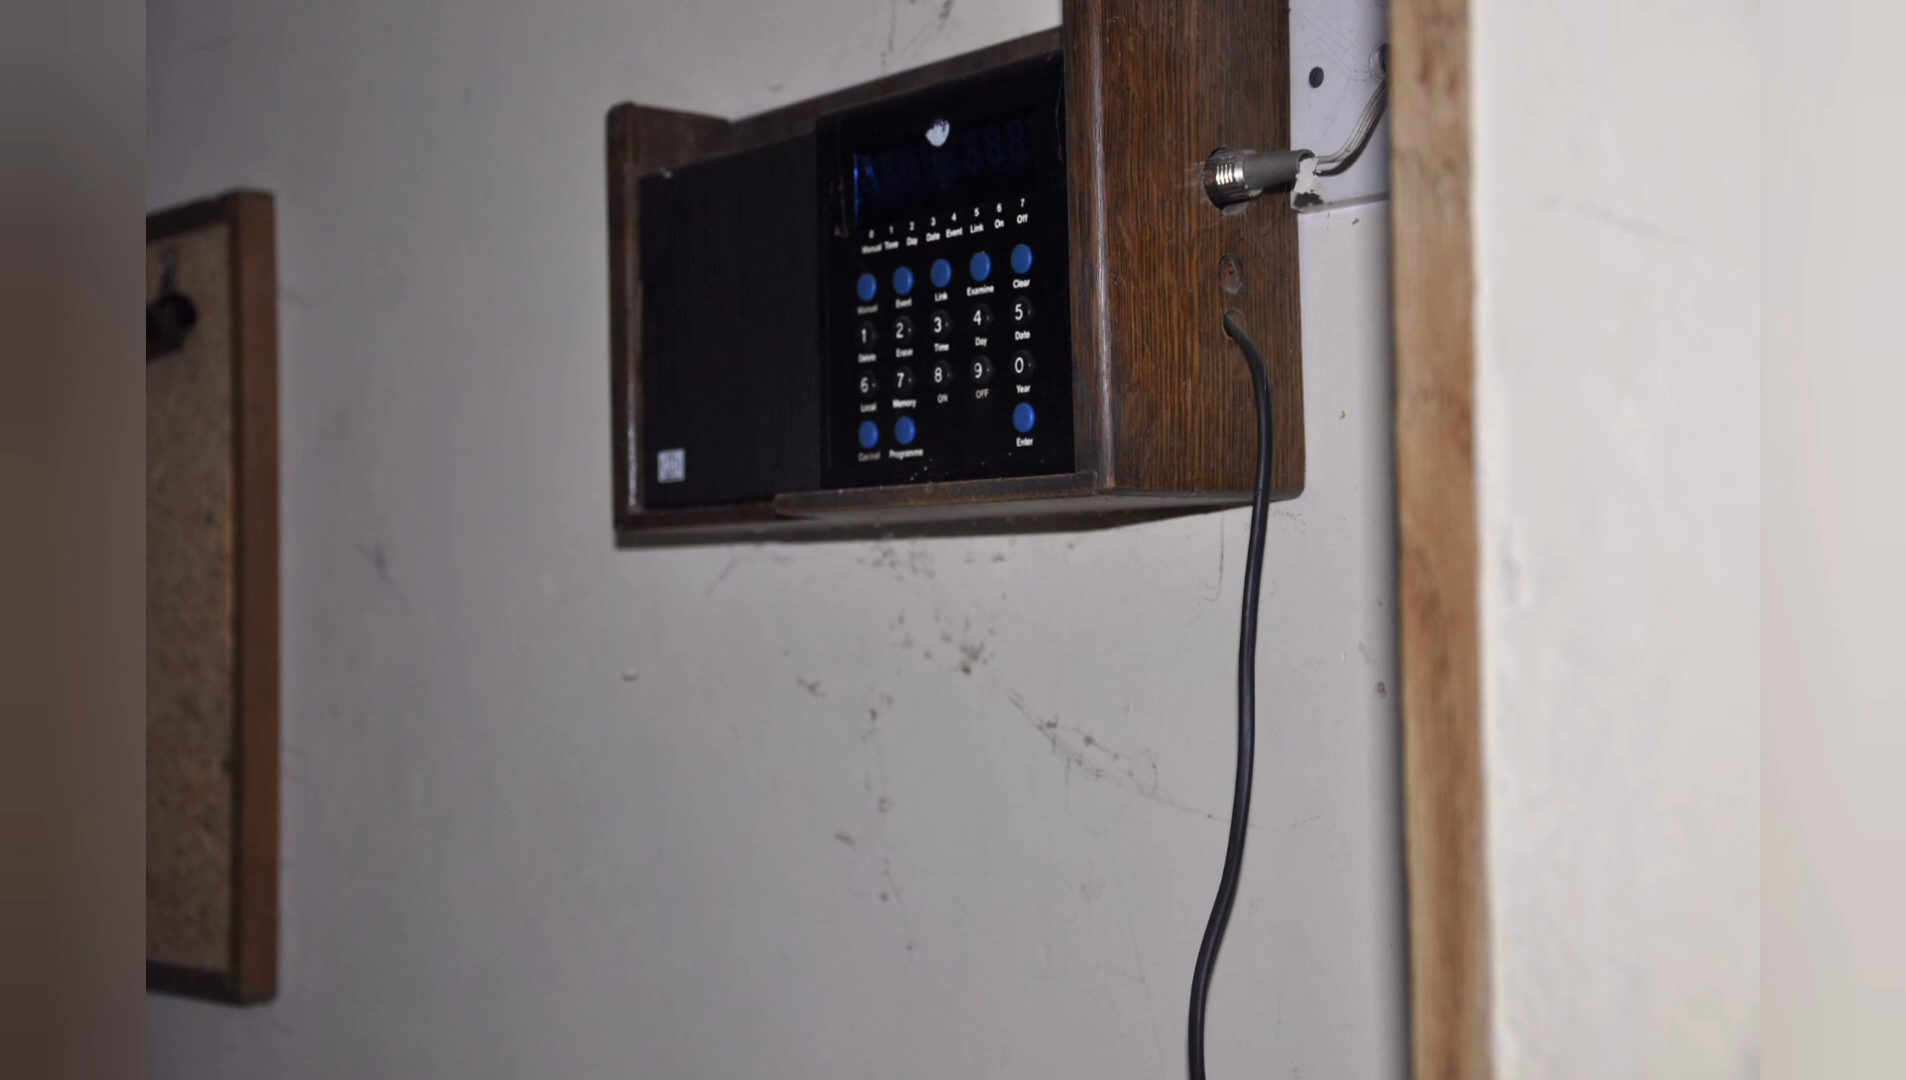 0 1 2 3 4 5 6 7
Manual Time Day Date Event Link On Off
Manual Event Link Examine Clear
1 2 3 4 5
Delete Erase Time Day Date
6 7 8 9 0
Local Memory ON OFF Year
Control Programme Enter